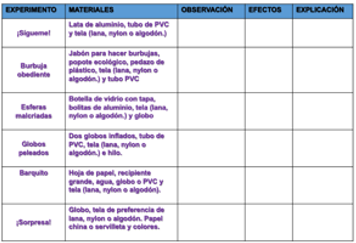 EXPERIMENTO MATERIALES OBSERVACIÓN EFECTOS EXPLICACIÓN
¡Sígueme!
Lata de aluminio, tubo de PVC
y tela (lana, nylon o algodón.)
Burbuja
obediente
Jabón para hacer burbujas,
popote ecológico, pedazo de
plástico, tela (lana, nylon o
algodón.) y tubo PVC
Esferas
malcriadas
Botella de vidrio con tapa,
bolitas de aluminio, tela (lana,
nylon o algodón.) y globo
Globos
peleados
Dos globos inflados, tubo de
PVC, tela (lana, nylon o
algodón.) e hilo.
Barquito
Hoja de papel, recipiente
grande, agua, globo o PVC y
tela (lana, nylon o algodón).
¡Sorpresa!
Globo, tela de preferencia de
lana, nylon o algodón. Papel
china o servilleta y colores.